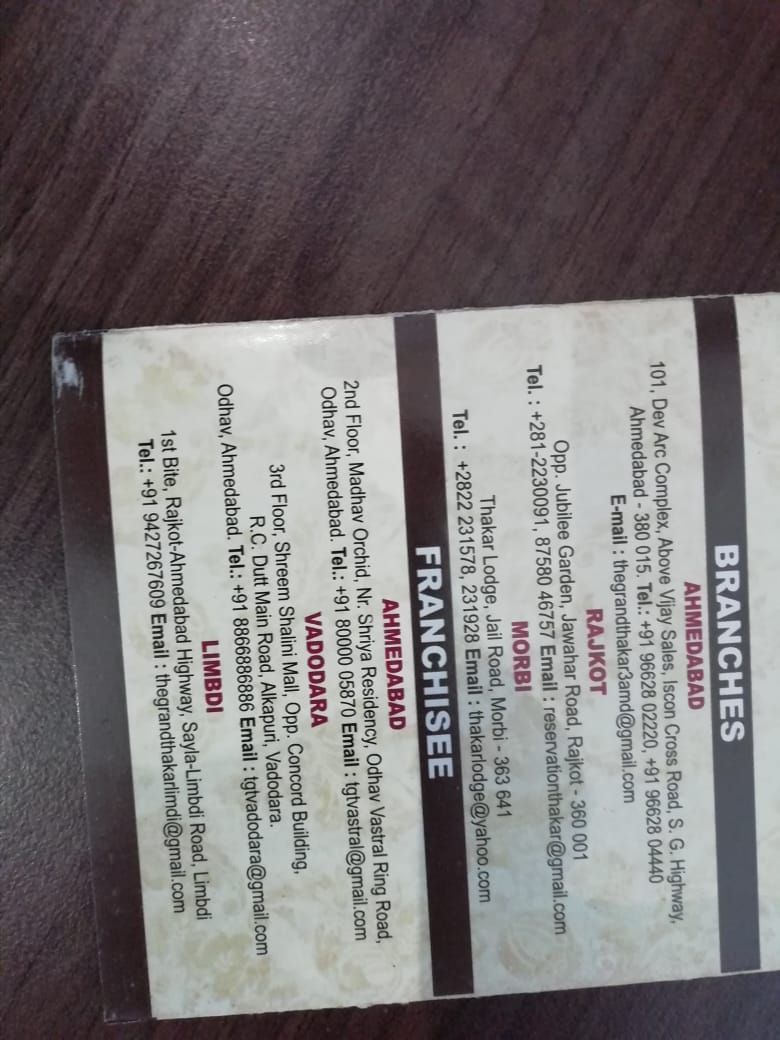 BRANCHES
AHMEDABAD
101, Dev Arc Complex, Above Vijay Sales, Iscon Cross Road, S. G. Highway,
Ahmedabad - 380 015. Tel.: +91 96628 02220, +91 96628 04440
E-mail : thegrandthakar3amd@gmail.com
RAJKOT
Opp. Jubilee Garden, Jawahar Road, Rajkot - 360 001
Tel. : +281-2230091, 87580 46757 Email : reservationthakar@gmail.com
MORBI
Thakar Lodge, Jail Road, Morbi - 363 641
Tel. : +2822 231578, 231928 Email : thakarlodge@yahoo.com
FRANCHISEE
AHMEDABAD
2nd Floor, Madhav Orchid, Nr. Shriya Residency, Odhav Vastral Ring Road,
Odhav, Ahmedabad. Tel.: +91 80000 05870 Email : tgtvastral@gmail.com
VADODARA
3rd Floor, Shreem Shalini Mall, Opp. Concord Building,
R.C. Dutt Main Road, Alkapuri, Vadodara.
Odhav, Ahmedabad. Tel.: +91 8866886886 Email : tgtvadodara@gmail.com
LIMBDI
1st Bite, Rajkot-Ahmedabad Highway, Sayla-Limbdi Road, Limbdi
Tel.: +91 9427267609 Email : thegrandthakarlimdi@gmail.com